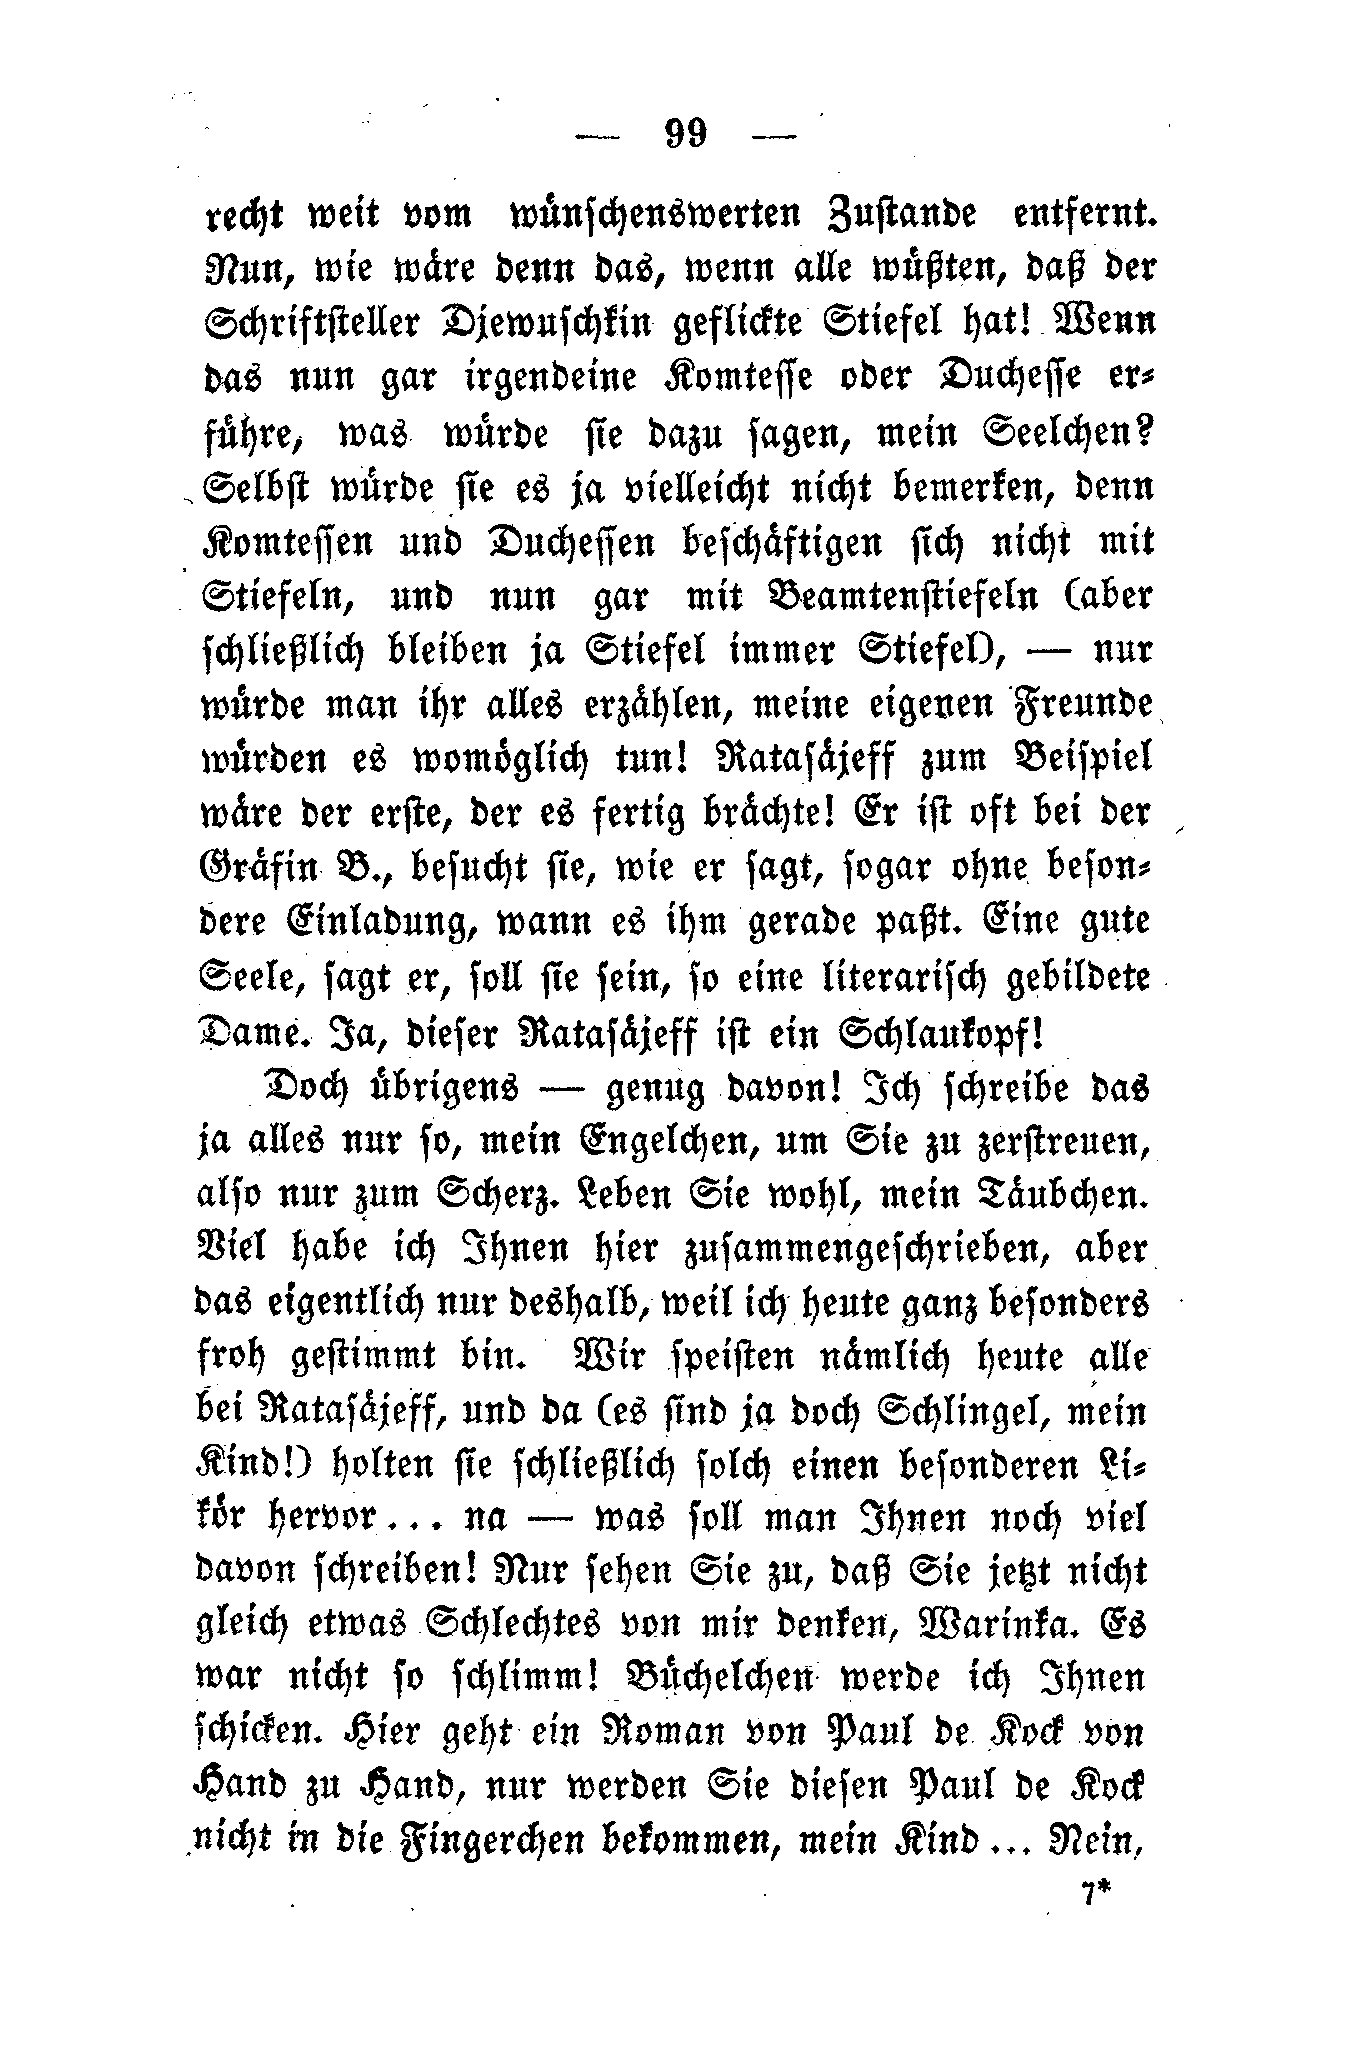 — 99 —
recht weit vom wünschenswerten Zustande entfernt.
Nun, wie wäre denn das, wenn alle wüßten, daß der
Schriftsteller Djewuschkin geflickte Stiefel hat! Wenn
das nun gar irgendeine Komtesse oder Duchesse er-
führe, was würde sie dazu sagen, mein Seelchen?
Selbst würde sie es ja vielleicht nicht bemerken, denn
Komtessen und Duchessen beschäftigen sich nicht mit
Stiefeln, und nun gar mit Beamtenstiefeln (aber
schließlich bleiben ja Stiefel immer Stiefel), — nur
würde man ihr alles erzählen, meine eigenen Freunde
würden es womöglich tun! Ratasäjeff zum Beispiel
wäre der erste, der es fertig brächte! Er ist oft bei der
Gräfin B., besucht sie, wie er sagt, sogar ohne beson-
dere Einladung, wann es ihm gerade paßt. Eine gute
Seele, sagt er, soll sie sein, so eine literarisch gebildete
Dame. Ja, dieser Ratasäjeff ist ein Schlaukopf!
Doch übrigens — genug davon! Ich schreibe das
ja alles nur so, mein Engelchen, um Sie zu zerstreuen,
also nur zum Scherz. Leben Sie wohl, mein Täubchen.
Viel habe ich Ihnen hier zusammengeschrieben, aber
das eigentlich nur deshalb, weil ich heute ganz besonders
froh gestimmt bin. Wir speisten nämlich heute alle
bei Ratasäjeff, und da (es sind ja doch Schlingel, mein
Kind!) holten sie schließlich solch einen besonderen Li-
kör hervor... na — was soll man Ihnen noch viel
davon schreiben! Nur sehen Sie zu, daß Sie jetzt nicht
gleich etwas Schlechtes von mir denken, Warinka. Es
war nicht so schlimm! Büchelchen werde ich Ihnen
schicken. Hier geht ein Roman von Paul de Kock von
Hand zu Hand, nur werden Sie diesen Paul de Kock
nicht in die Fingerchen bekommen, mein Kind... Nein,
7*